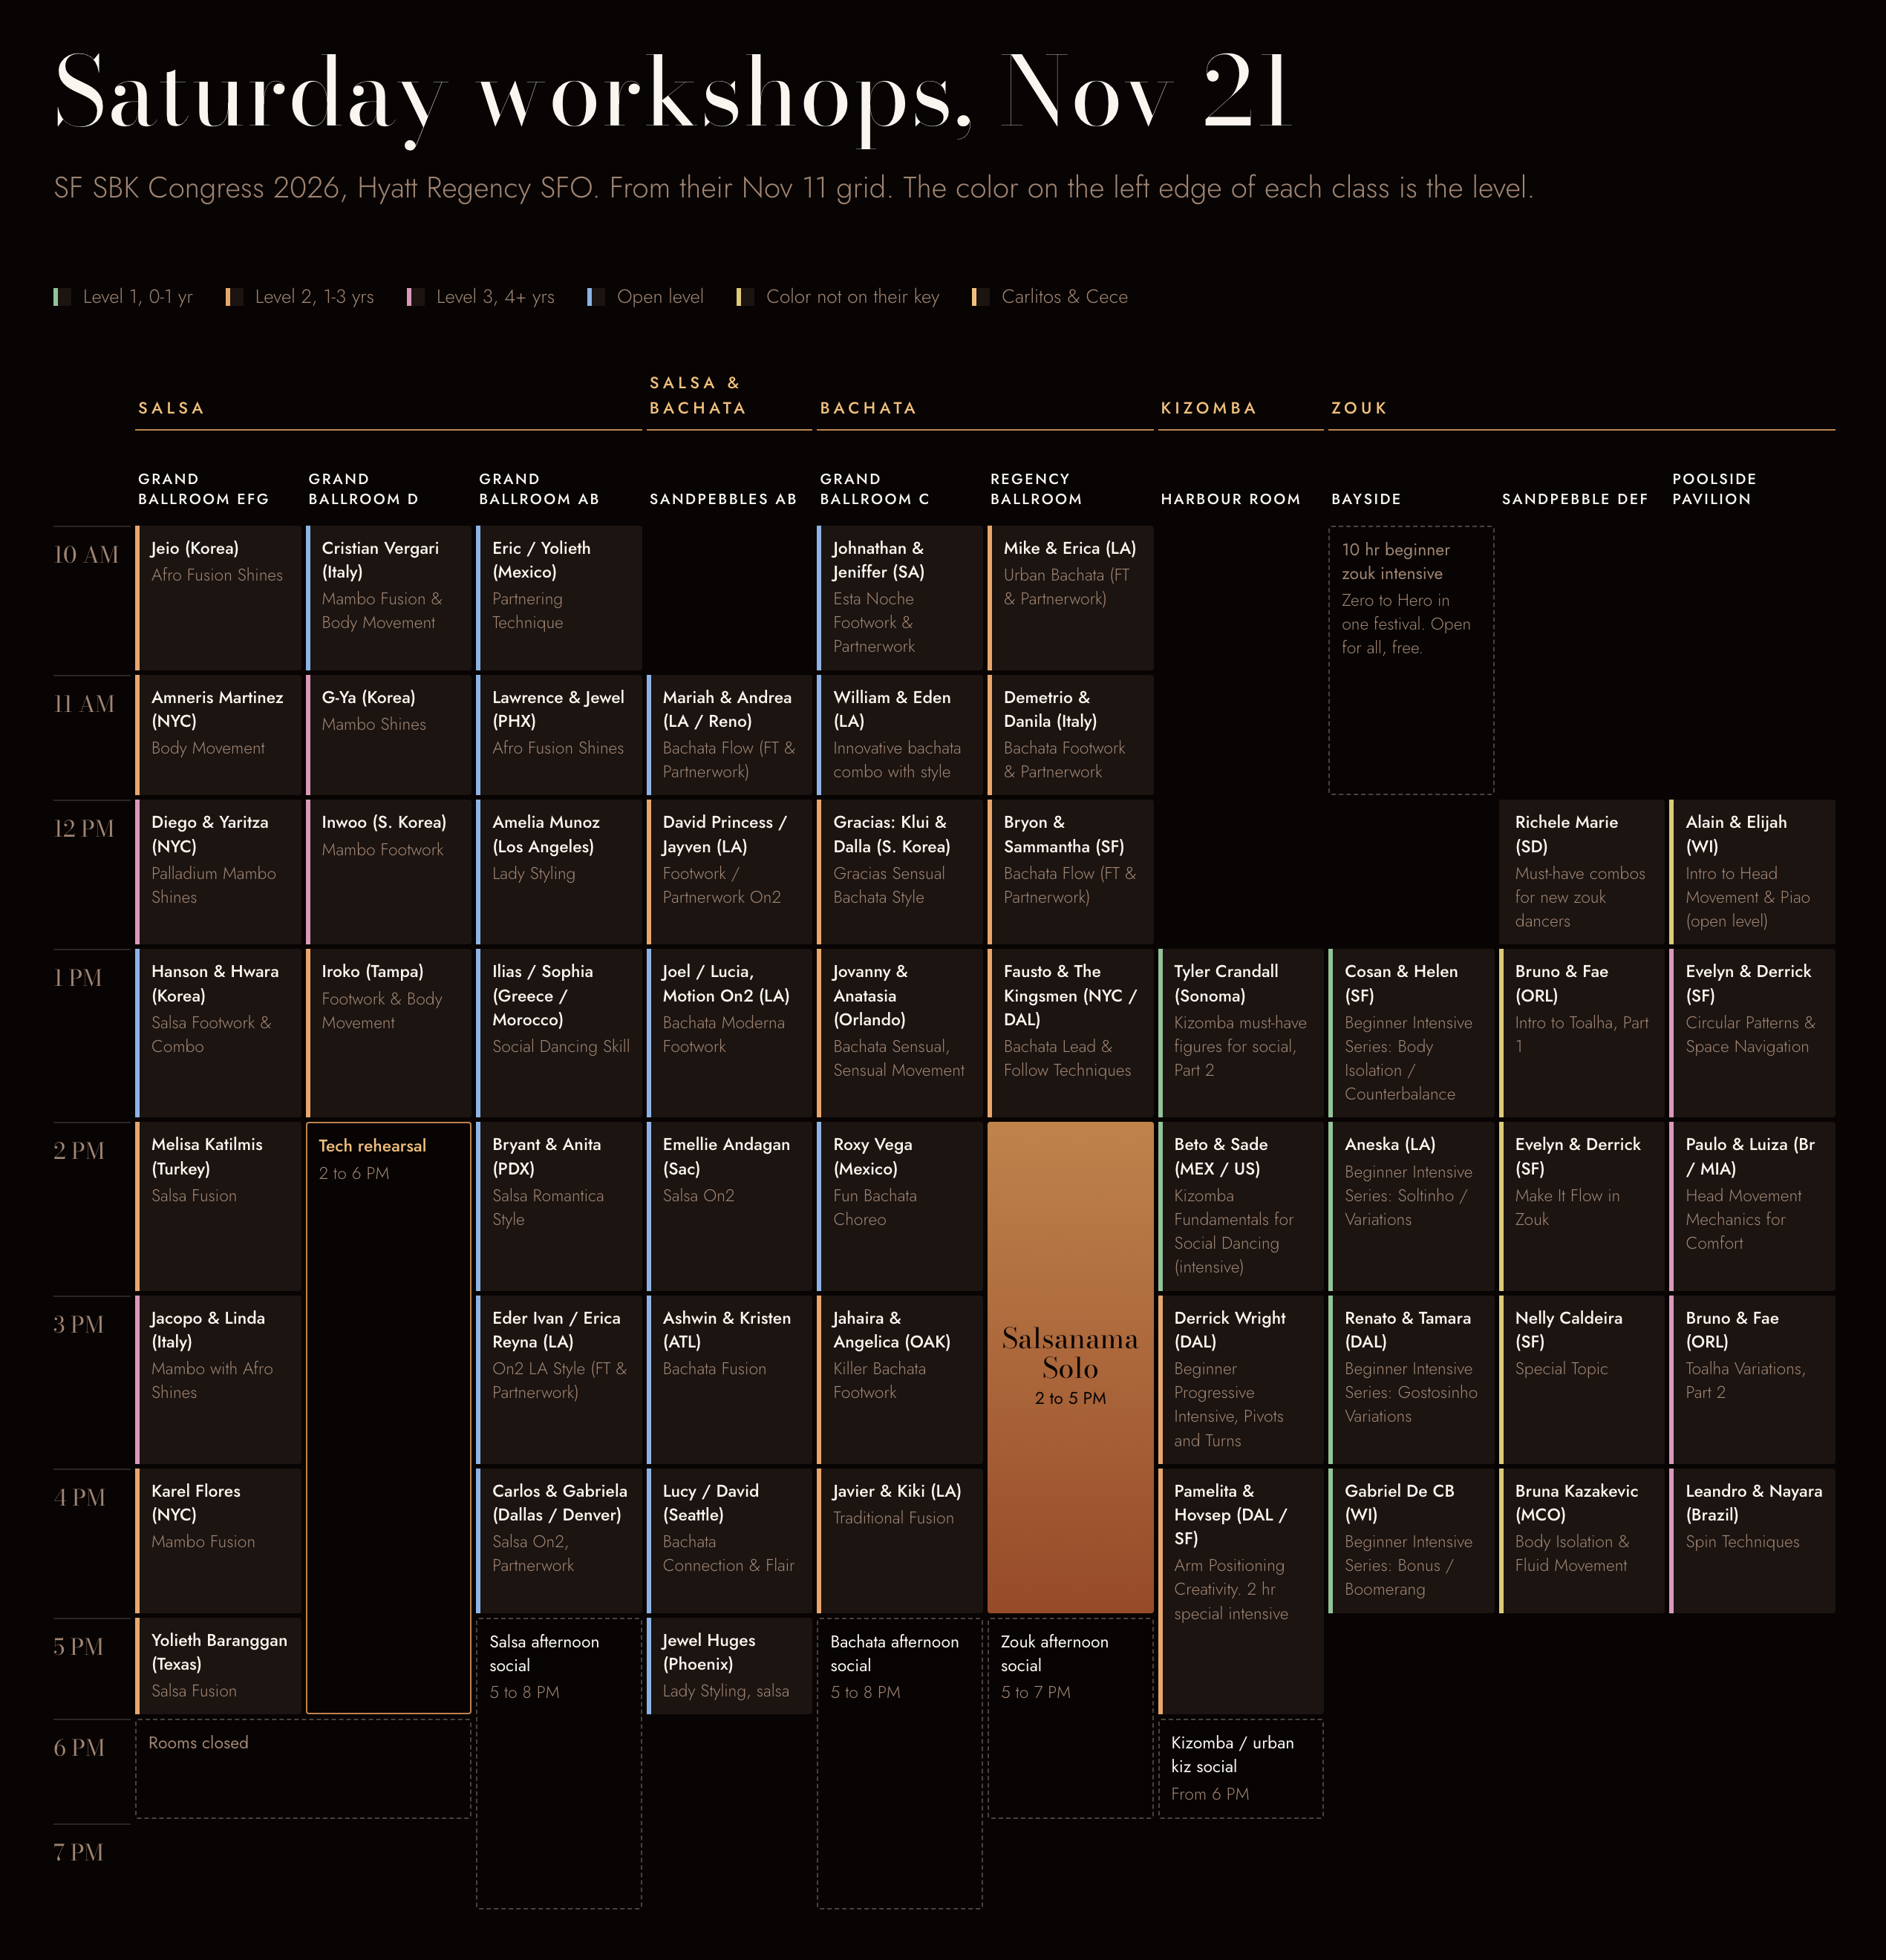 Saturday workshops, Nov 21
SF SBK Congress 2026, Hyatt Regency SFO. From their Nov 11 grid. The color on the left edge of each class is the level.
Level 1, 0-1 yr
Level 2, 1-3 yrs
Level 3, 4+ yrs
Open level
Color not on their key
Carlitos & Cece
SALSA
SALSA &
BACHATA
BACHATA
KIZOMBA
ZOUK
GRAND
BALLROOM EFG
GRAND
BALLROOM D
GRAND
BALLROOM AB
SANDPEBBLES AB
GRAND
BALLROOM C
REGENCY
BALLROOM
HARBOUR ROOM
BAYSIDE
SANDPEBBLE DEF
POOLSIDE
PAVILION
10 AM
Jeio (Korea)
Afro Fusion Shines
Cristian Vergari
(Italy)
Mambo Fusion &
Body Movement
Eric / Yolieth
(Mexico)
Partnering
Technique
Johnathan &
Jeniffer (SA)
Esta Noche
Footwork &
Partnerwork
Mike & Erica (LA)
Urban Bachata (FT
& Partnerwork)
10 hr beginner
zouk intensive
Zero to Hero in
one festival. Open
for all, free.
11 AM
Amneris Martinez
(NYC)
Body Movement
G-Ya (Korea)
Mambo Shines
Lawrence & Jewel
(PHX)
Afro Fusion Shines
Mariah & Andrea
(LA / Reno)
Bachata Flow (FT &
Partnerwork)
William & Eden
(LA)
Innovative bachata
combo with style
Demetrio &
Danila (Italy)
Bachata Footwork
& Partnerwork
12 PM
Diego & Yaritza
(NYC)
Palladium Mambo
Shines
Inwoo (S. Korea)
Mambo Footwork
Amelia Munoz
(Los Angeles)
Lady Styling
David Princess /
Jayven (LA)
Footwork /
Partnerwork On2
Gracias: Klui &
Dalla (S. Korea)
Gracias Sensual
Bachata Style
Bryon &
Sammantha (SF)
Bachata Flow (FT &
Partnerwork)
Richele Marie
(SD)
Must-have combos
for new zouk
dancers
Alain & Elijah
(WI)
Intro to Head
Movement & Piao
(open level)
1 PM
Hanson & Hwara
(Korea)
Salsa Footwork &
Combo
Iroko (Tampa)
Footwork & Body
Movement
Ilias / Sophia
(Greece /
Morocco)
Social Dancing Skill
Joel / Lucia,
Motion On2 (LA)
Bachata Moderna
Footwork
Jovanny &
Anatasia
(Orlando)
Bachata Sensual,
Sensual Movement
Fausto & The
Kingsmen (NYC /
DAL)
Bachata Lead &
Follow Techniques
Tyler Crandall
(Sonoma)
Kizomba must-have
figures for social,
Part 2
Cosan & Helen
(SF)
Beginner Intensive
Series: Body
Isolation /
Counterbalance
Bruno & Fae
(ORL)
Intro to Toalha, Part
1
Evelyn & Derrick
(SF)
Circular Patterns &
Space Navigation
2 PM
Melisa Katilmis
(Turkey)
Salsa Fusion
Tech rehearsal
2 to 6 PM
Bryant & Anita
(PDX)
Salsa Romantica
Style
Emellie Andagan
(Sac)
Salsa On2
Roxy Vega
(Mexico)
Fun Bachata
Choreo
Salsanama
Solo
2 to 5 PM
Beto & Sade
(MEX / US)
Kizomba
Fundamentals for
Social Dancing
(intensive)
Aneska (LA)
Beginner Intensive
Series: Soltinho /
Variations
Evelyn & Derrick
(SF)
Make It Flow in
Zouk
Paulo & Luiza (Br
/ MIA)
Head Movement
Mechanics for
Comfort
3 PM
Jacopo & Linda
(Italy)
Mambo with Afro
Shines
Eder Ivan / Erica
Reyna (LA)
On2 LA Style (FT &
Partnerwork)
Ashwin & Kristen
(ATL)
Bachata Fusion
Jahaira &
Angelica (OAK)
Killer Bachata
Footwork
Derrick Wright
(DAL)
Beginner
Progressive
Intensive, Pivots
and Turns
Renato & Tamara
(DAL)
Beginner Intensive
Series: Gostosinho
Variations
Nelly Caldeira
(SF)
Special Topic
Bruno & Fae
(ORL)
Toalha Variations,
Part 2
4 PM
Karel Flores
(NYC)
Mambo Fusion
Carlos & Gabriela
(Dallas / Denver)
Salsa On2,
Partnerwork
Lucy / David
(Seattle)
Bachata
Connection & Flair
Javier & Kiki (LA)
Traditional Fusion
Pamelita &
Hovsep (DAL /
SF)
Arm Positioning
Creativity. 2 hr
special intensive
Gabriel De CB
(WI)
Beginner Intensive
Series: Bonus /
Boomerang
Bruna Kazakevic
(MCO)
Body Isolation &
Fluid Movement
Leandro & Nayara
(Brazil)
Spin Techniques
5 PM
Yolieth Baranggan
(Texas)
Salsa Fusion
Salsa afternoon
social
5 to 8 PM
Jewel Huges
(Phoenix)
Lady Styling, salsa
Bachata afternoon
social
5 to 8 PM
Zouk afternoon
social
5 to 7 PM
6 PM
Rooms closed
Kizomba / urban
kiz social
From 6 PM
7 PM